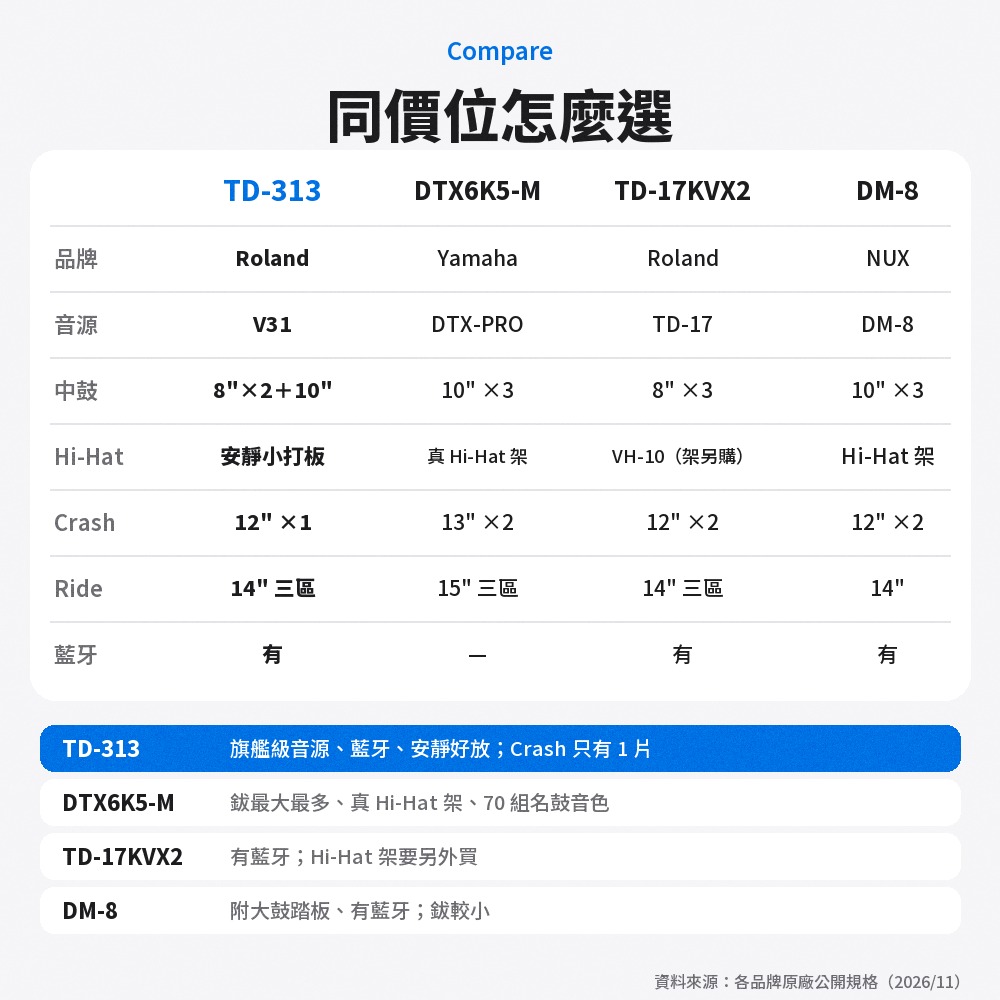 Compare
同價位怎麼選
TD-313 DTX6K5-M TD-17KVX2 DM-8
品牌 Roland Yamaha Roland NUX
音源 V31 DTX-PRO TD-17 DM-8
中鼓 8"×2＋10" 10" ×3 8" ×3 10" ×3
Hi-Hat 安靜小打板 真 Hi-Hat 架 VH-10（架另購） Hi-Hat 架
Crash 12" ×1 13" ×2 12" ×2 12" ×2
Ride 14" 三區 15" 三區 14" 三區 14"
藍牙 有 — 有 有
TD-313 旗艦級音源、藍牙、安靜好放；Crash 只有 1 片
DTX6K5-M 鈸最大最多、真 Hi-Hat 架、70 組名鼓音色
TD-17KVX2 有藍牙；Hi-Hat 架要另外買
DM-8 附大鼓踏板、有藍牙；鈸較小
資料來源：各品牌原廠公開規格（2026/11）